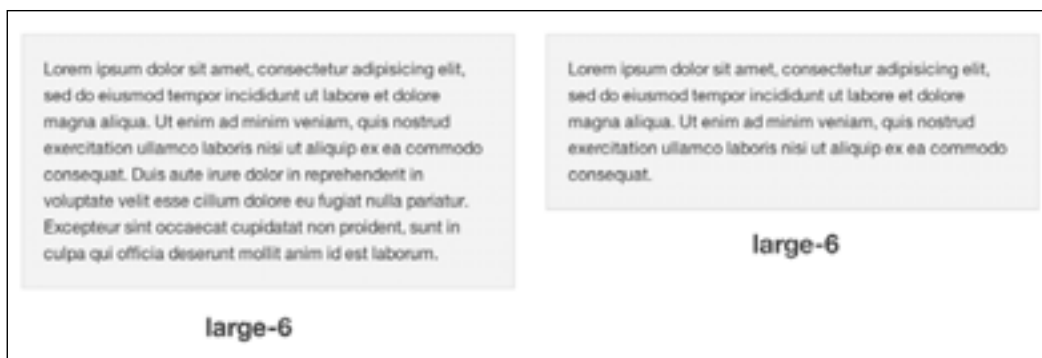 Lorem ipsum dolor sit amet, consectetur adipisicing elit,
sed do eiusmod tempor incididunt ut labore et dolore
magna aliqua. Ut enim ad minim veniam, quis nostrud
exercitation ullamco laboris nisi ut aliquip ex ea commodo
consequat. Duis aute irure dolor in reprehenderit in
voluptate velit esse cillum dolore eu fugiat nulla pariatur.
Excepteur sint occaecat cupidatat non proident, sunt in
culpa qui officia deserunt mollit anim id est laborum.
large-6
Lorem ipsum dolor sit amet, consectetur adipisicing elit,
sed do eiusmod tempor incididunt ut labore et dolore
magna aliqua. Ut enim ad minim veniam, quis nostrud
exercitation ullamco laboris nisi ut aliquip ex ea commodo
consequat.
large-6